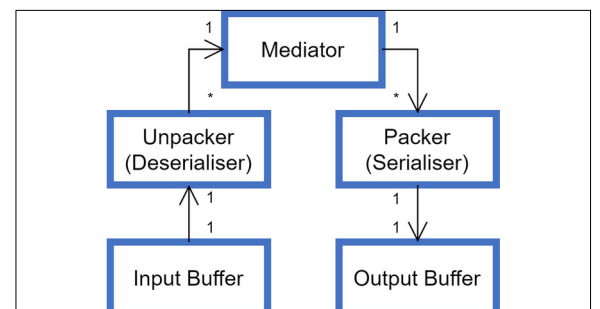 1
1
Mediator
*
*
Unpacker
(Deserialiser)
Packer
(Serialiser)
1
1
1
1
Input Buffer
Output Buffer